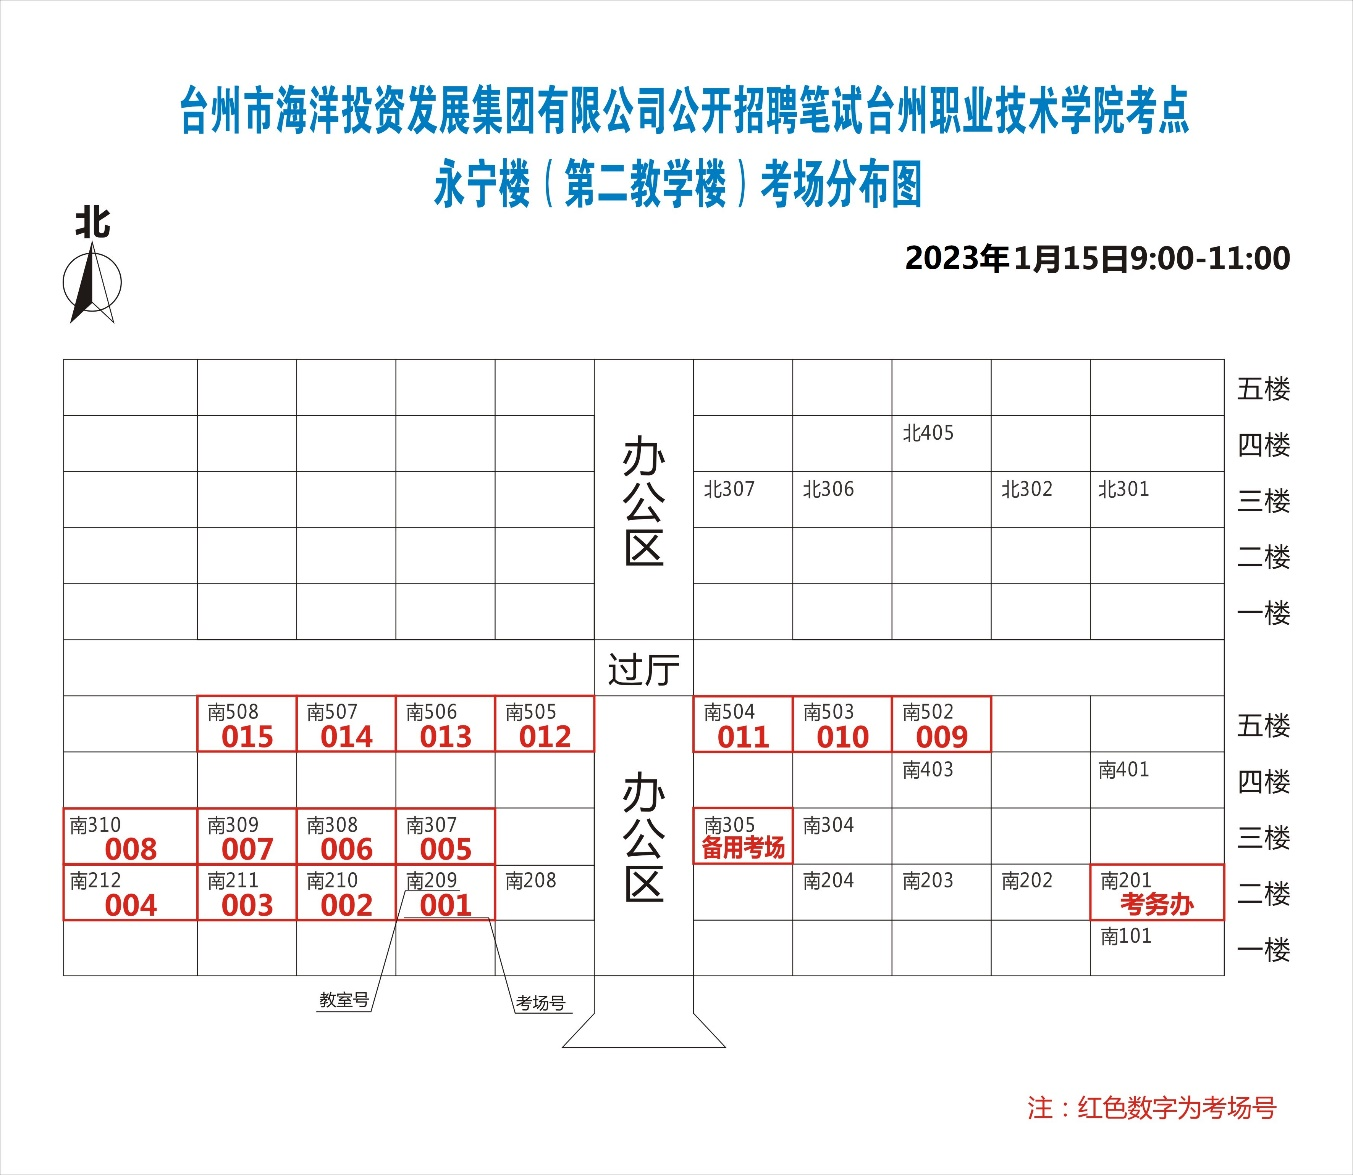 台州市海洋投资发展集团有限公司公开招聘笔试台州职业技术学院考点
永宁楼（第二教学楼）考场分布图
北
2023年1月15日9:00-11:00
五楼
北405
四楼
北307 北306 北302 北301
三楼
办公区
二楼
一楼
过厅
南508 南507 南506 南505 南504 南503 南502
015 014 013 012 011 010 009
五楼
南403 南401
四楼
办公区
南310 南309 南308 南307 南305 南304
008 007 006 005 备用考场
三楼
南212 南211 南210 南209 南208 南204 南203 南202 南201
004 003 002 001 考务办
二楼
南101
一楼
教室号 考场号
注：红色数字为考场号